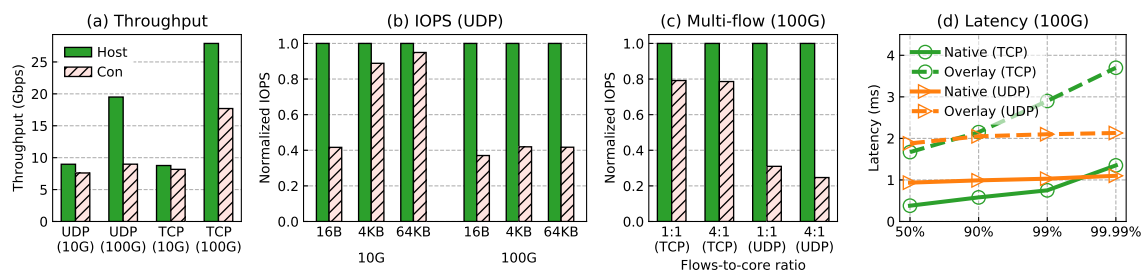 (a) Throughput
Throughput (Gbps)
25
20
15
10
5
0
Host
Con
UDP
(10G)
UDP
(100G)
TCP
(10G)
TCP
(100G)
(b) IOPS (UDP)
Normalized IOPS
1.0
0.8
0.6
0.4
0.2
0.0
16B
4KB
64KB
16B
4KB
64KB
10G
100G
(c) Multi-flow (100G)
Normalized IOPS
1.0
0.8
0.6
0.4
0.2
0.0
1:1
(TCP)
4:1
(TCP)
1:1
(UDP)
4:1
(UDP)
Flows-to-core ratio
(d) Latency (100G)
Latency (ms)
4
3
2
1
0
Native (TCP)
Overlay (TCP)
Native (UDP)
Overlay (UDP)
50%
90%
99%
99.99%